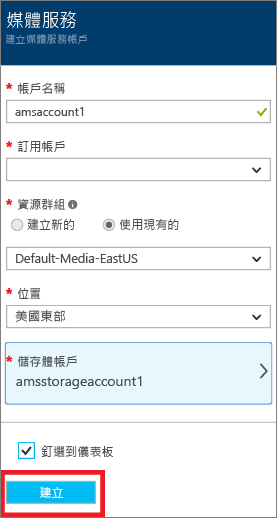 媒體服務
建立媒體服務帳戶
* 帳戶名稱
amsaccount1
* 訂用帳戶
* 資源群組
建立新的 使用現有的
Default-Media-EastUS
* 位置
美國東部
* 儲存體帳戶
amsstorageaccount1
釘選到儀表板
建立